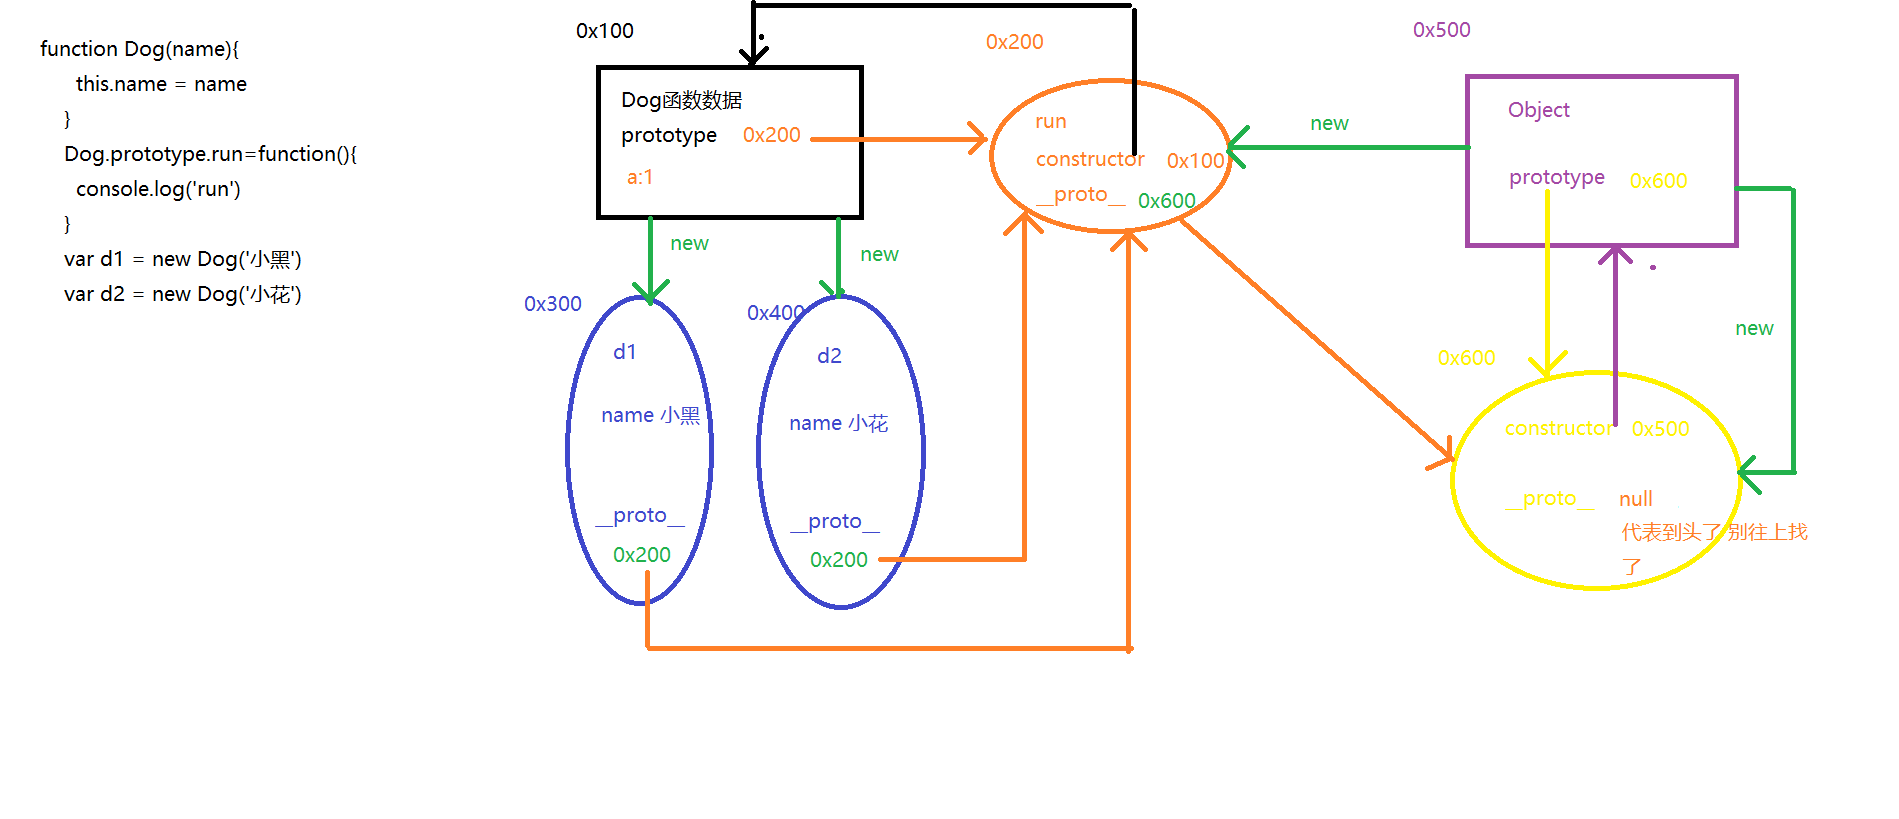 function Dog(name){
this.name = name
}
Dog.prototype.run=function(){
console.log('run')
}
var d1 = new Dog('小黑')
var d2 = new Dog('小花')
0x100
Dog函数数据
prototype 0x200
a:1
new
new
0x300
d1
name 小黑
__proto__
0x200
0x400
d2
name 小花
__proto__
0x200
0x200
run
constructor 0x100
__proto__ 0x600
new
0x500
Object
prototype 0x600
new
0x600
constructor 0x500
__proto__ null
代表到头了 别往上找
了